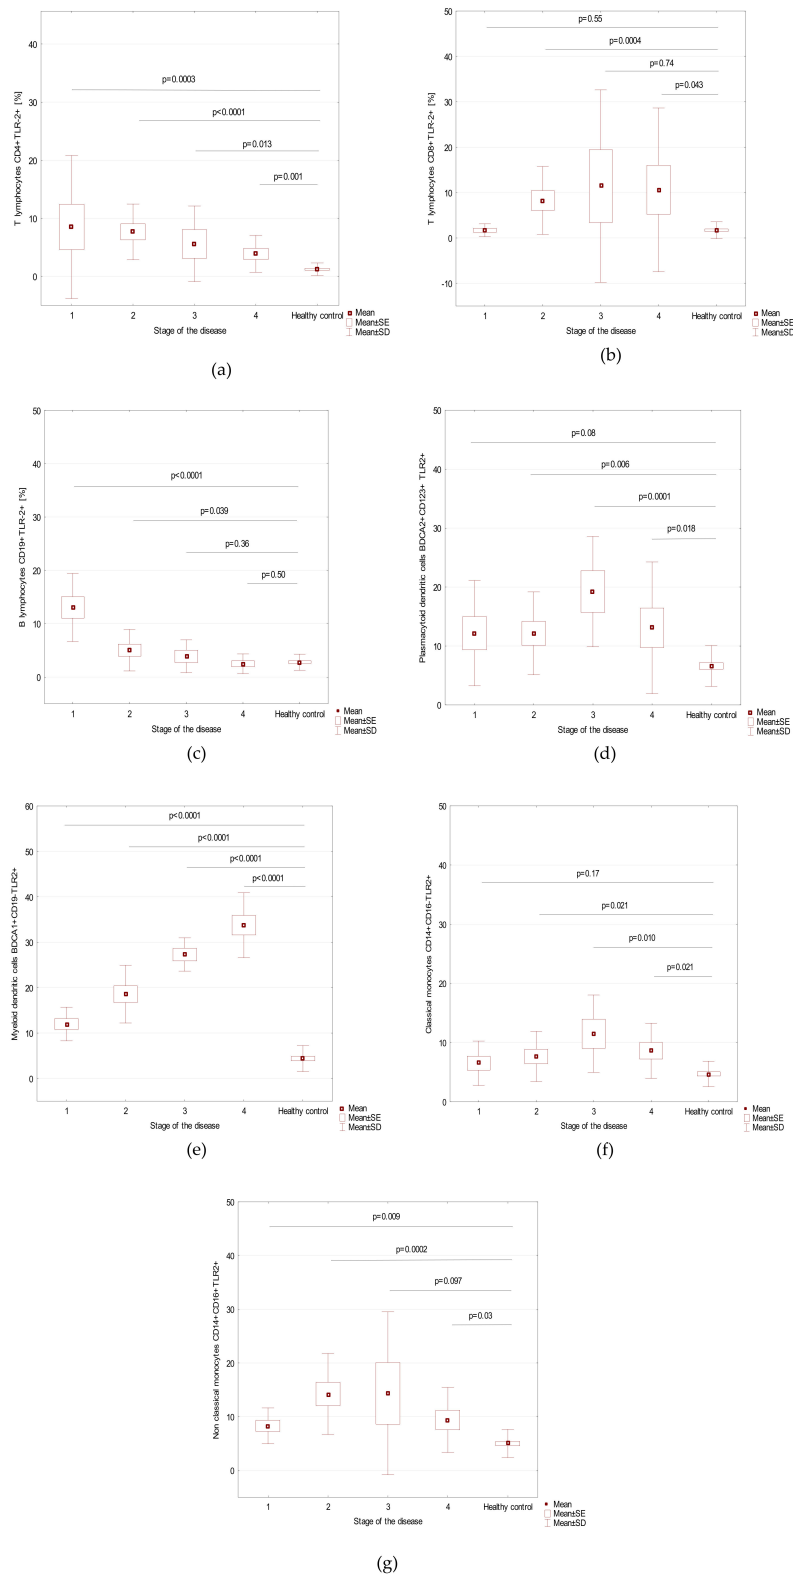 T lymphocytes CD4+TLR-2+ [%]
40
30
20
10
0
p=0.0003
p<0.0001
p=0.013
p=0.001
1 2 3 4 Healthy control
Stage of the disease
Mean
Mean±SE
Mean±SD
(a)
T lymphocytes CD8+TLR-2+ [%]
50
40
30
20
10
0
-10
p=0.55
p=0.0004
p=0.74
p=0.043
1 2 3 4 Healthy control
Stage of the disease
Mean
Mean±SE
Mean±SD
(b)
B lymphocytes CD19+TLR-2+ [%]
50
40
30
20
10
0
p<0.0001
p=0.039
p=0.36
p=0.50
1 2 3 4 Healthy control
Stage of the disease
Mean
Mean±SE
Mean±SD
(c)
Plasmacytoid dendritic cells BDCA2+CD123+ TLR2+
50
40
30
20
10
0
p=0.08
p=0.006
p=0.0001
p=0.018
1 2 3 4 Healthy control
Stage of the disease
Mean
Mean±SE
Mean±SD
(d)
Myeloid dendritic cells BDCA1+CD19-TLR2+
60
50
40
30
20
10
0
p<0.0001
p<0.0001
p<0.0001
p<0.0001
1 2 3 4 Healthy control
Stage of the disease
Mean
Mean±SE
Mean±SD
(e)
Classical monocytes CD14+CD16-TLR2+
50
40
30
20
10
0
p=0.17
p=0.021
p=0.010
p=0.021
1 2 3 4 Healthy control
Stage of the disease
Mean
Mean±SE
Mean±SD
(f)
Non classical monocytes CD14+CD16+TLR2+
50
40
30
20
10
0
p=0.009
p=0.0002
p=0.097
p=0.03
1 2 3 4 Healthy control
Stage of the disease
Mean
Mean±SE
Mean±SD
(g)